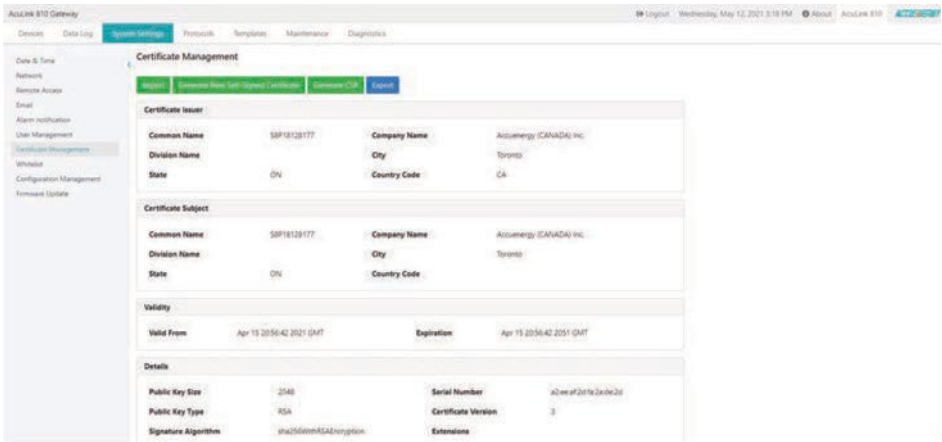 AcuLink 810 Gateway
Logout Wednesday, May 12, 2021 3:18 PM About AcuLink 810
Devices Data Log System Settings Protocols Templates Maintenance Diagnostics
Date & Time
Network
Remote Access
Email
Alarm notification
User Management
Certificate Management
Whitelist
Configuration Management
Firmware Update
Certificate Management
Import Generate New Self-Signed Certificate Generate CSR Export
Certificate Issuer
Common Name SBP18128177 Company Name Accuenergy (CANADA) Inc.
Division Name City Toronto
State ON Country Code CA
Certificate Subject
Common Name SBP18128177 Company Name Accuenergy (CANADA) Inc.
Division Name City Toronto
State ON Country Code
Validity
Valid From Apr 15 20:56:42 2021 GMT Expiration Apr 15 20:56:42 2051 GMT
Details
Public Key Size 2048 Serial Number
Public Key Type RSA Certificate Version 3
Signature Algorithm sha256WithRSAEncryption Extensions